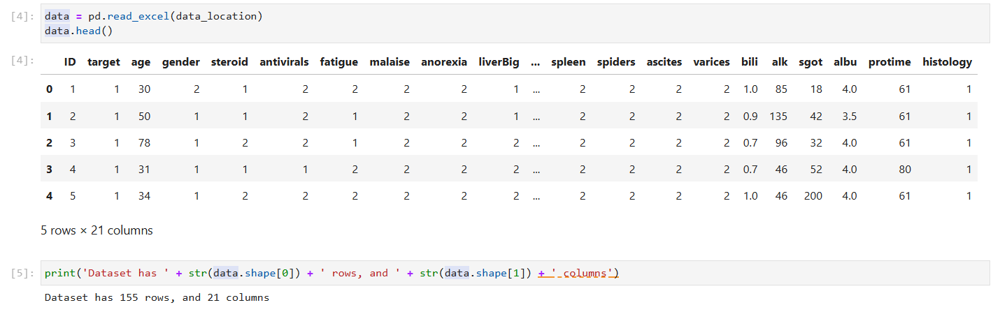 [4]: data = pd.read_excel(data_location)
data.head()
[4]: ID target age gender steroid antivirals fatigue malaise anorexia liverBig ... spleen spiders ascites varices bili alk sgot albu protime histology
0 1 1 30 2 1 2 2 2 2 1 ... 2 2 2 2 1.0 85 18 4.0 61 1
1 2 1 50 1 1 2 1 2 2 1 ... 2 2 2 2 0.9 135 42 3.5 61 1
2 3 1 78 1 2 2 1 2 2 2 ... 2 2 2 2 0.7 96 32 4.0 61 1
3 4 1 31 1 1 1 2 2 2 2 ... 2 2 2 2 0.7 46 52 4.0 80 1
4 5 1 34 1 2 2 2 2 2 2 ... 2 2 2 2 1.0 46 200 4.0 61 1
5 rows × 21 columns
[5]: print('Dataset has ' + str(data.shape[0]) + ' rows, and ' + str(data.shape[1]) + ' columns')
Dataset has 155 rows, and 21 columns